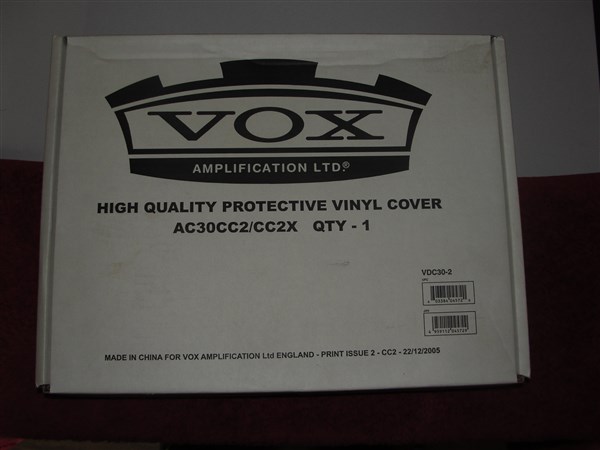 VOX
AMPLIFICATION LTD.®
HIGH QUALITY PROTECTIVE VINYL COVER
AC30CC2/CC2X QTY - 1
VDC30-2
MADE IN CHINA FOR VOX AMPLIFICATION Ltd ENGLAND - PRINT ISSUE 2 - CC2 - 22/12/2005